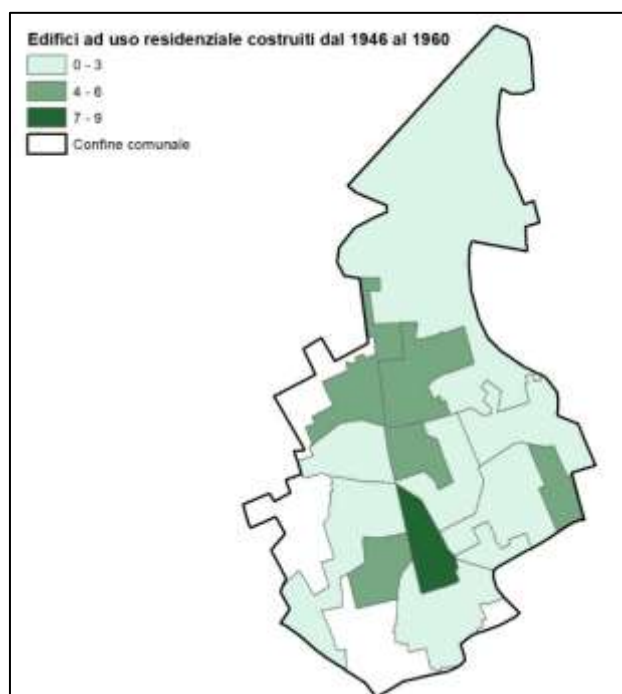 Edifici ad uso residenziale costruiti dal 1946 al 1960
0 - 3
4 - 6
7 - 9
Confine comunale